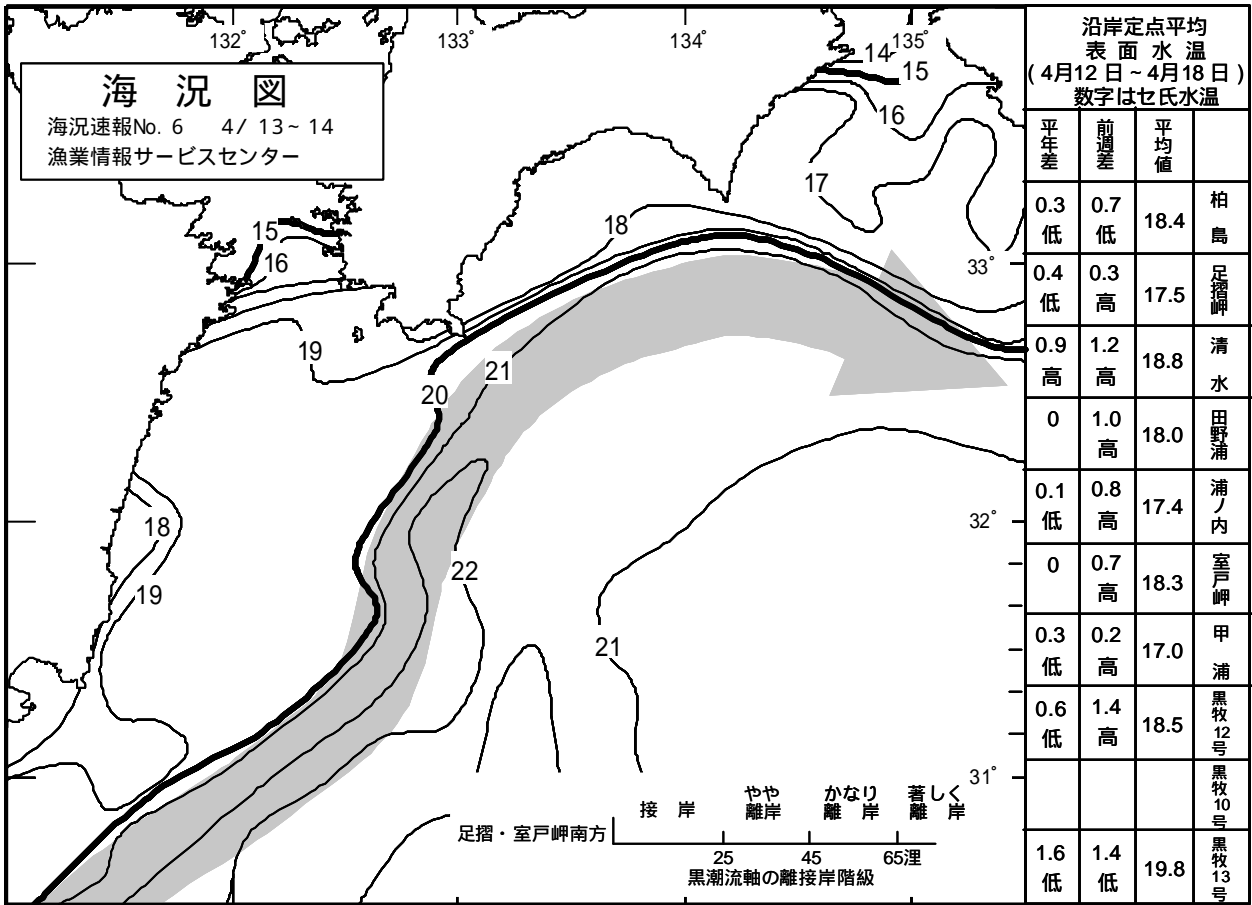 海 況 図
海況速報No. 6 4/ 13~ 14
漁業情報サービスセンター
132°
133°
134°
135°
14
15
16
17
18
15
16
33°
19
21
20
32°
18
22
19
21
31°
接 岸
やや
離岸
かなり
離 岸
著しく
離 岸
足摺・室戸岬南方
25 45 65浬
黒潮流軸の離接岸階級
沿岸定点平均
表 面 水 温
( 4月12 日 ~ 4月18 日 )
数字はセ氏水温
平年差 前週差 平均値
0.3低 0.7低 18.4 柏島
0.4低 0.3高 17.5 足摺岬
0.9高 1.2高 18.8 清水
0 1.0高 18.0 田野浦
0.1低 0.8高 17.4 浦ノ内
0 0.7高 18.3 室戸岬
0.3低 0.2高 17.0 甲浦
0.6低 1.4高 18.5 黒牧12号
黒牧10号
1.6低 1.4低 19.8 黒牧13号